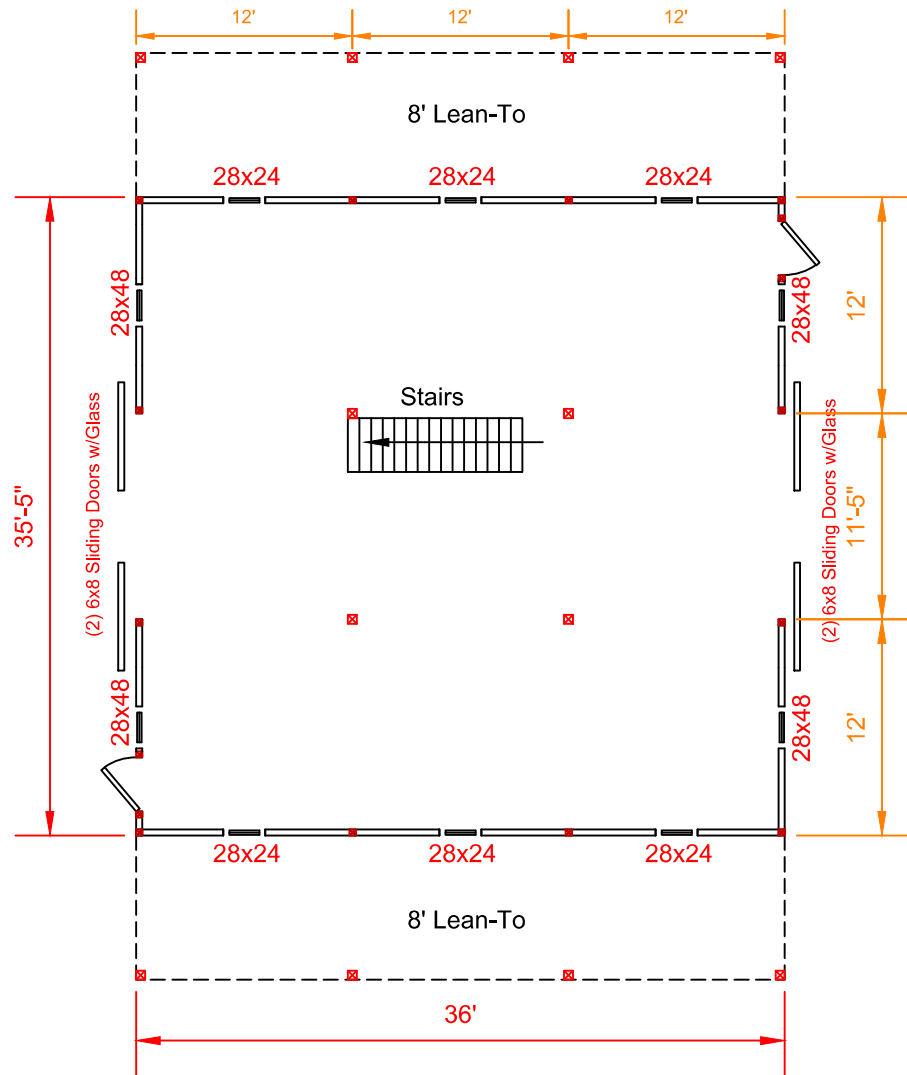 12'
12'
12'
8' Lean-To
28x24
28x24
28x24
28x48
28x48
12'
Stairs
(2) 6x8 Sliding Doors w/Glass
(2) 6x8 Sliding Doors w/Glass
35'-5"
11'-5"
28x48
28x48
12'
28x24
28x24
28x24
8' Lean-To
36'